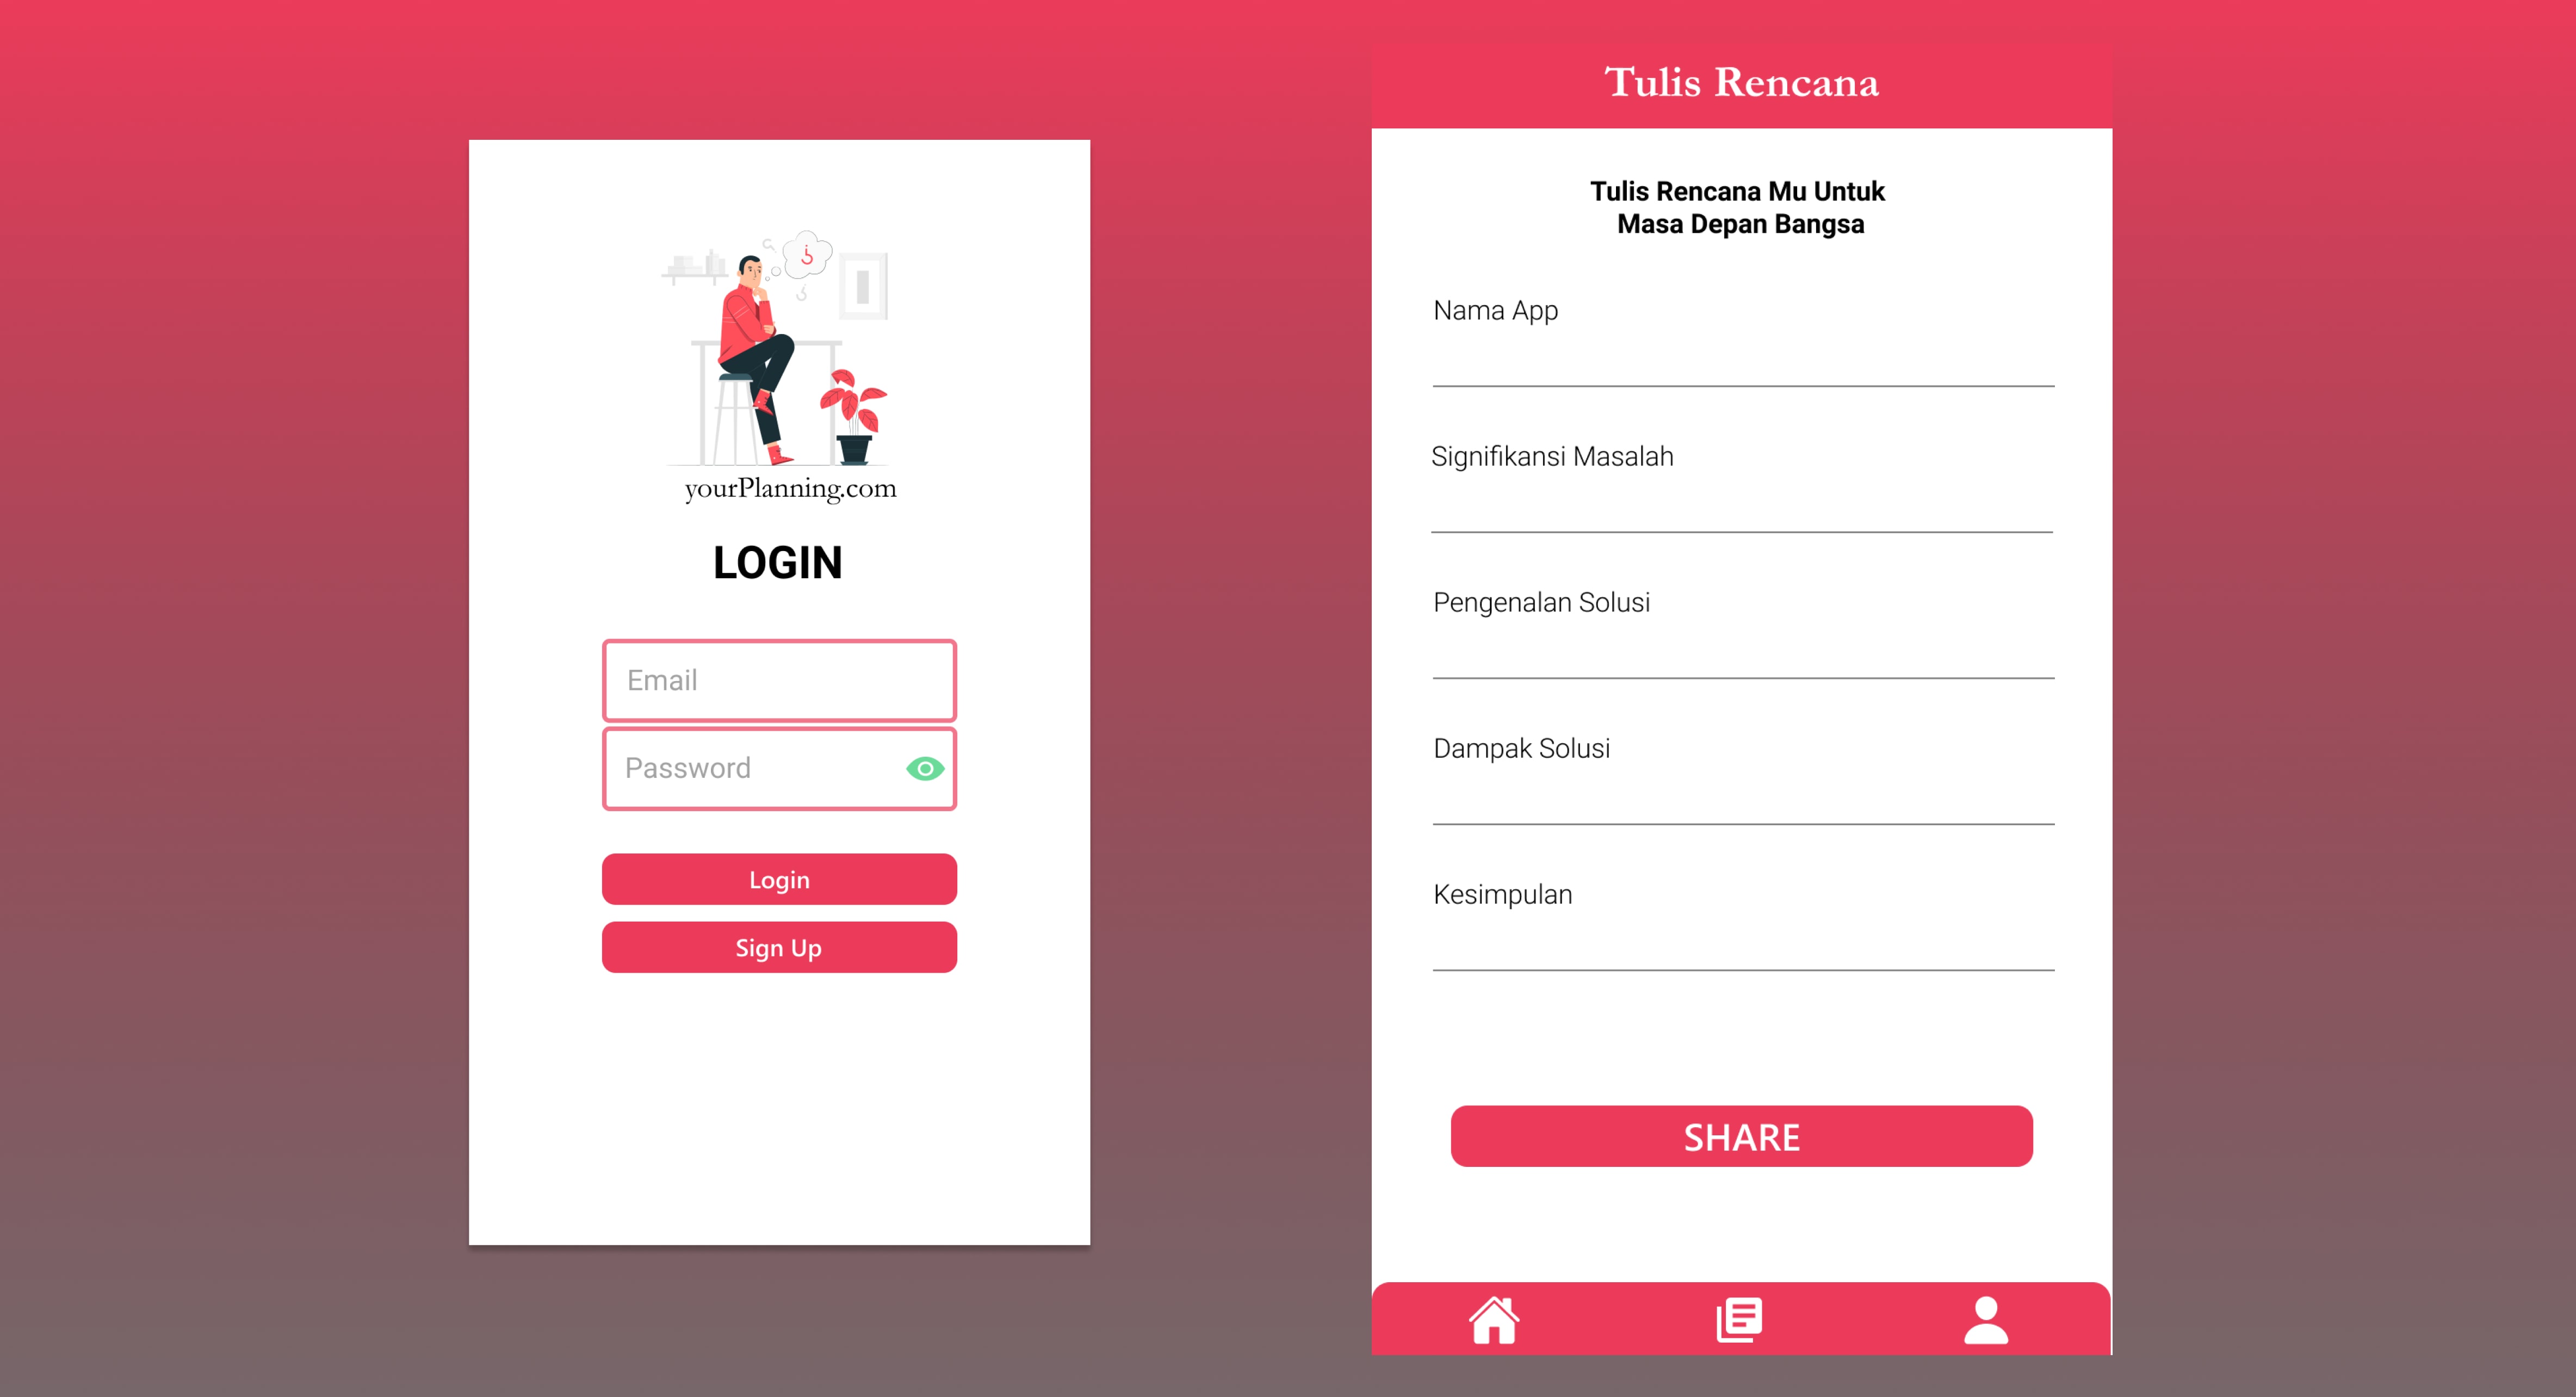 yourPlanning.com
LOGIN
Email
Password
Login
Sign Up
Tulis Rencana
Tulis Rencana Mu Untuk
Masa Depan Bangsa
Nama App
Signifikansi Masalah
Pengenalan Solusi
Dampak Solusi
Kesimpulan
SHARE